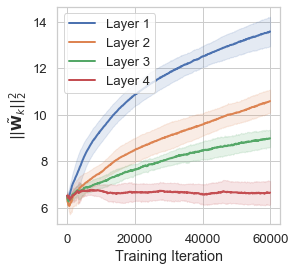 14
12
10
8
6
||W̃ₖ||₂²
Layer 1
Layer 2
Layer 3
Layer 4
0 20000 40000 60000
Training Iteration